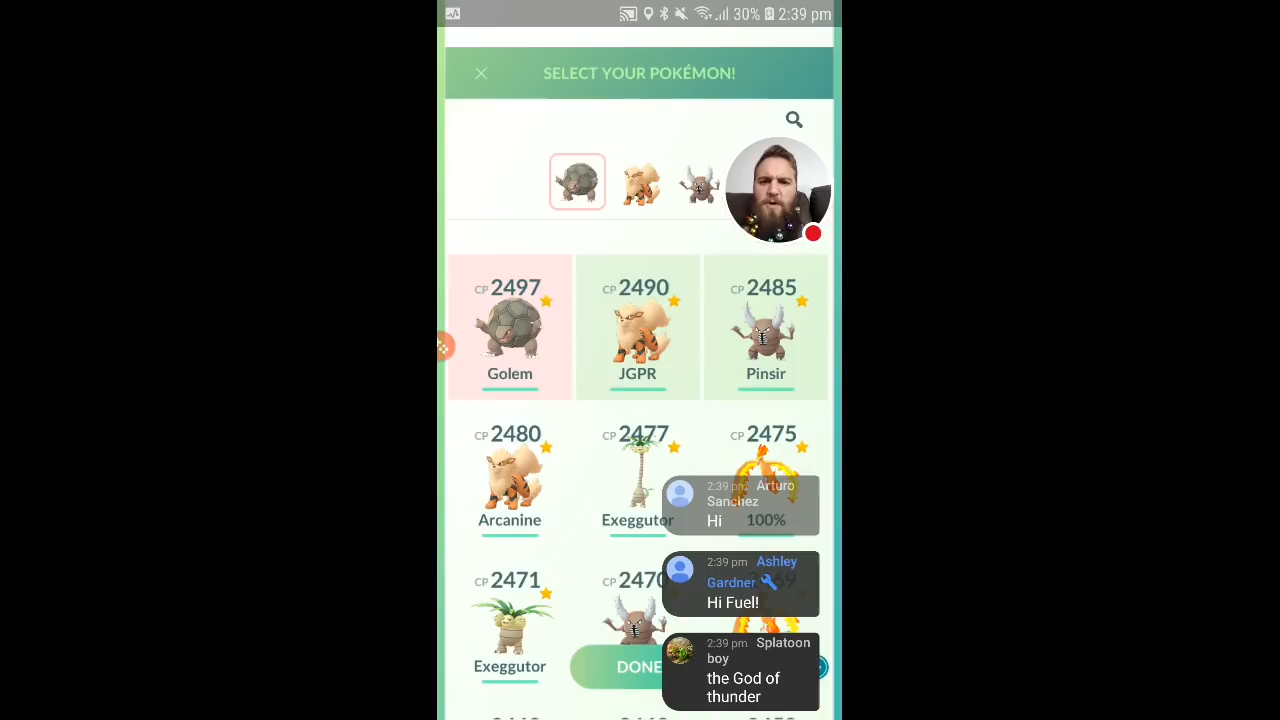 30% 2:39 pm
SELECT YOUR POKÉMON!
CP 2497
CP 2490
CP 2485
Golem
JGPR
Pinsir
CP 2480
CP 2477
CP 2475
Arcanine
Exeggutor
100%
2:39 pm Arturo
Sanchez
Hi
CP 2471
CP 2470
2:39 pm Ashley
Gardner
Hi Fuel!
Exeggutor
DONE
2:39 pm Splatoon
boy
the God of
thunder